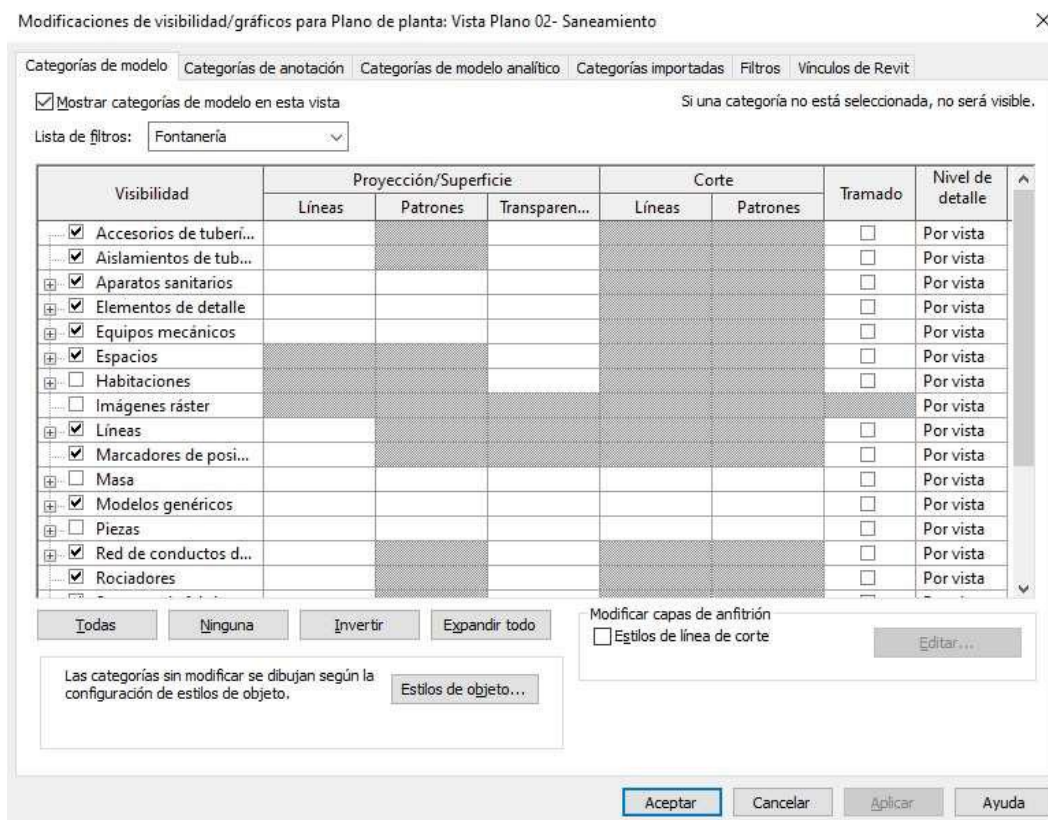 Modificaciones de visibilidad/gráficos para Plano de planta: Vista Plano 02- Saneamiento
Categorías de modelo Categorías de anotación Categorías de modelo analítico Categorías importadas Filtros Vínculos de Revit
Mostrar categorías de modelo en esta vista Si una categoría no está seleccionada, no será visible.
Lista de filtros: Fontanería
Visibilidad Proyección/Superficie Corte Tramado Nivel de detalle
Líneas Patrones Transparen... Líneas Patrones
Accesorios de tuberí... Por vista
Aislamientos de tub... Por vista
Aparatos sanitarios Por vista
Elementos de detalle Por vista
Equipos mecánicos Por vista
Espacios Por vista
Habitaciones Por vista
Imágenes ráster Por vista
Líneas Por vista
Marcadores de posi... Por vista
Masa Por vista
Modelos genéricos Por vista
Piezas Por vista
Red de conductos d... Por vista
Rociadores Por vista
Todas Ninguna Invertir Expandir todo
Modificar capas de anfitrión
Estilos de línea de corte Editar...
Las categorías sin modificar se dibujan según la
configuración de estilos de objeto. Estilos de objeto...
Aceptar Cancelar Aplicar Ayuda